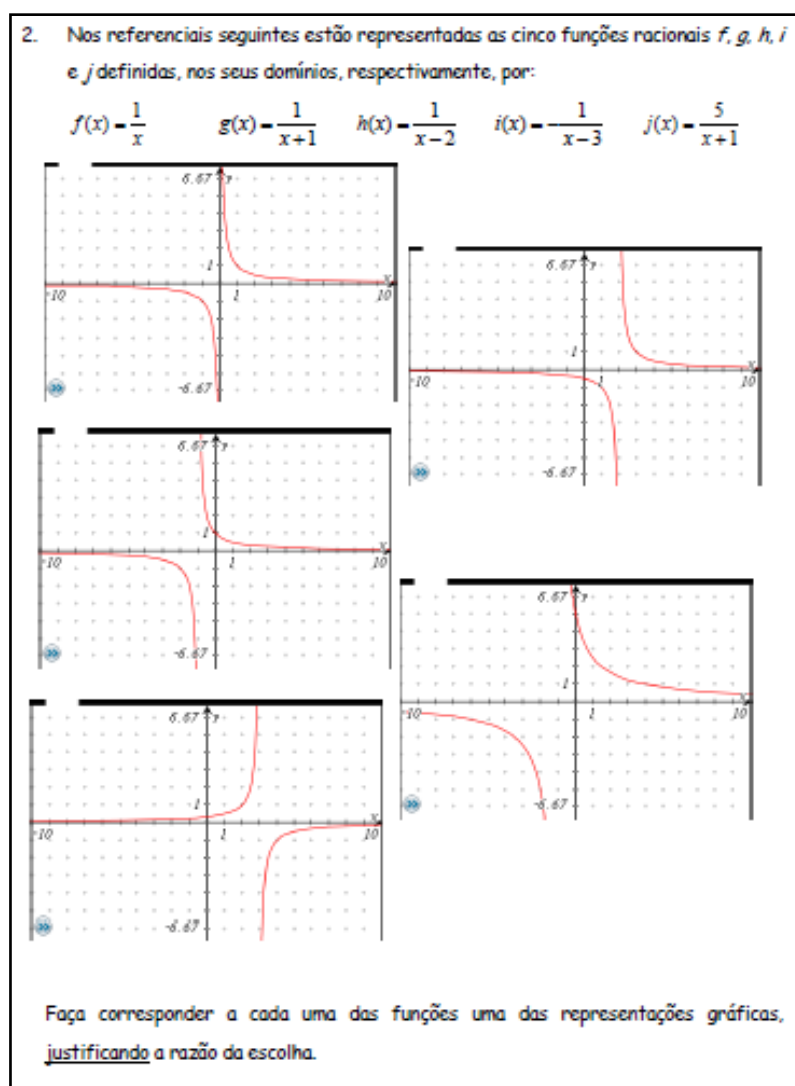 2. Nos referenciais seguintes estão representadas as cinco funções racionais f, g, h, i
e j definidas, nos seus domínios, respectivamente, por:
f(x) = 1/x g(x) = 1/(x+1) h(x) = 1/(x−2) i(x) = −1/(x−3) j(x) = 5/(x+1)
6.67 y
1
x
-10 1 10
-6.67
6.67 y
1
x
-10 1 10
-6.67
6.67 y
1
x
-10 1 10
-6.67
6.67 y
1
x
-10 1 10
-6.67
6.67 y
1
x
-10 1 10
-6.67
Faça corresponder a cada uma das funções uma das representações gráficas,
justificando a razão da escolha.